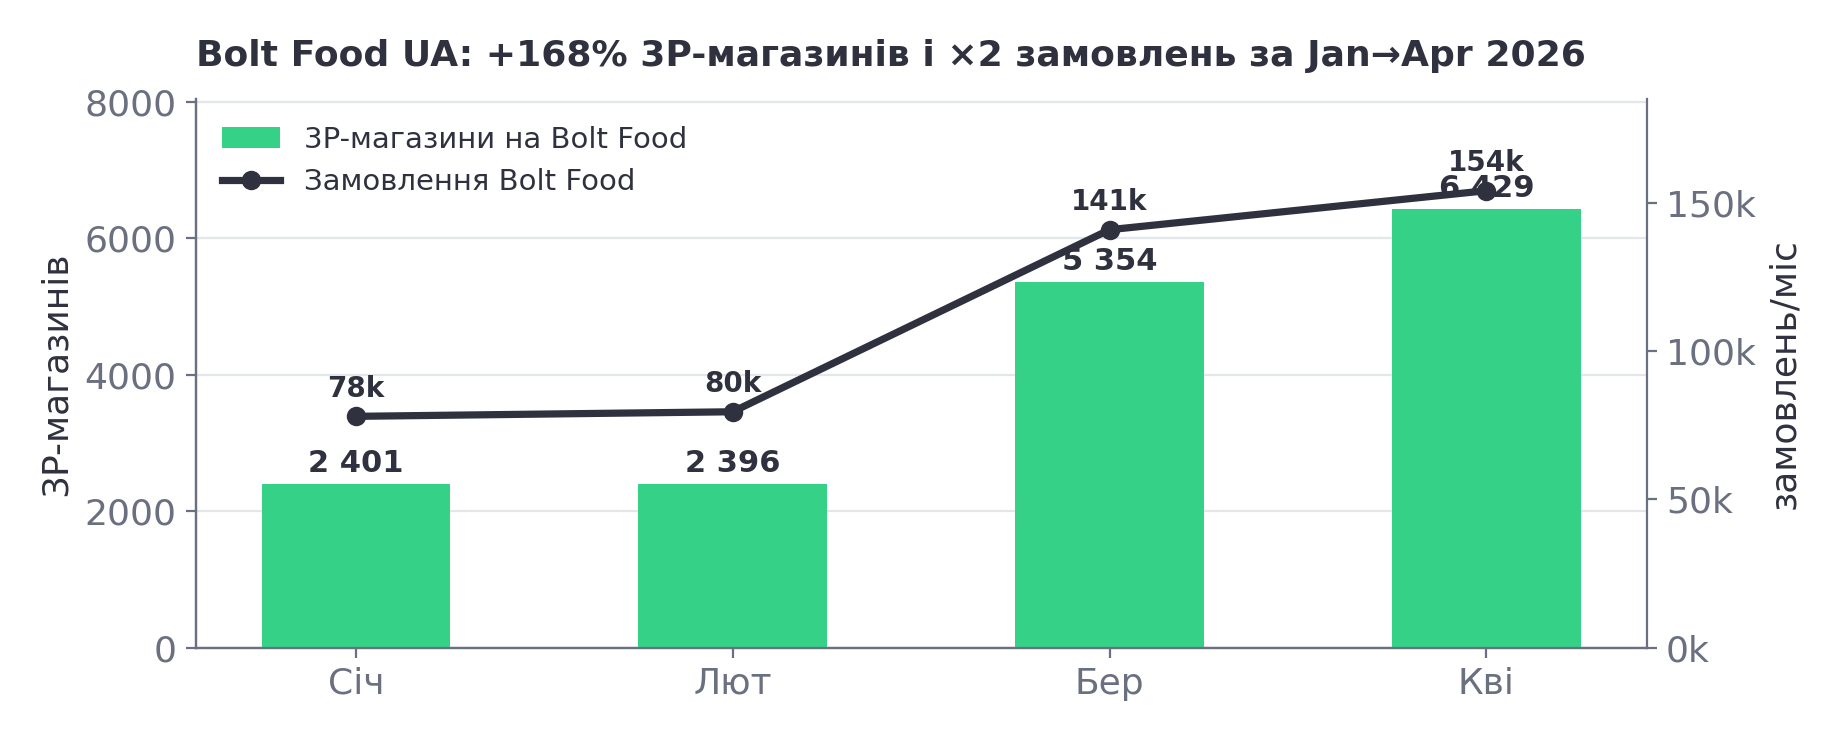 Bolt Food UA: +168% 3P-магазинів і ×2 замовлень за Jan→Apr 2026
3P-магазини на Bolt Food
Замовлення Bolt Food
3P-магазинів
8000
6000
4000
2000
0
78k
80k
141k
154k
2 401
2 396
5 354
6 429
150k
100k
50k
0k
замовлень/міс
Січ
Лют
Бер
Кві